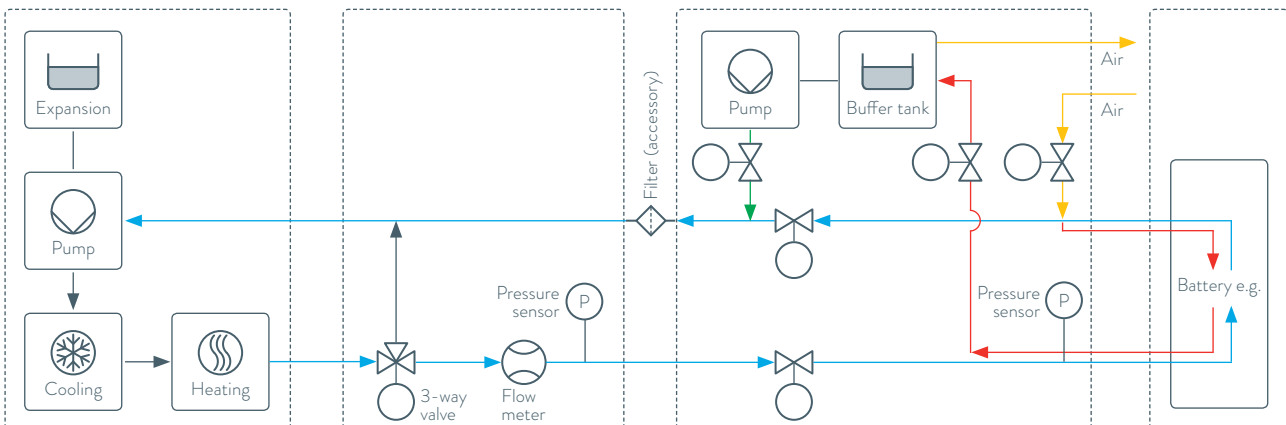 Expansion
Pump
Cooling
Heating
3-way
valve
Flow
meter
Pressure
sensor
P
Filter (accessory)
Pump
Buffer tank
Air
Air
Pressure
sensor
P
Battery e.g.